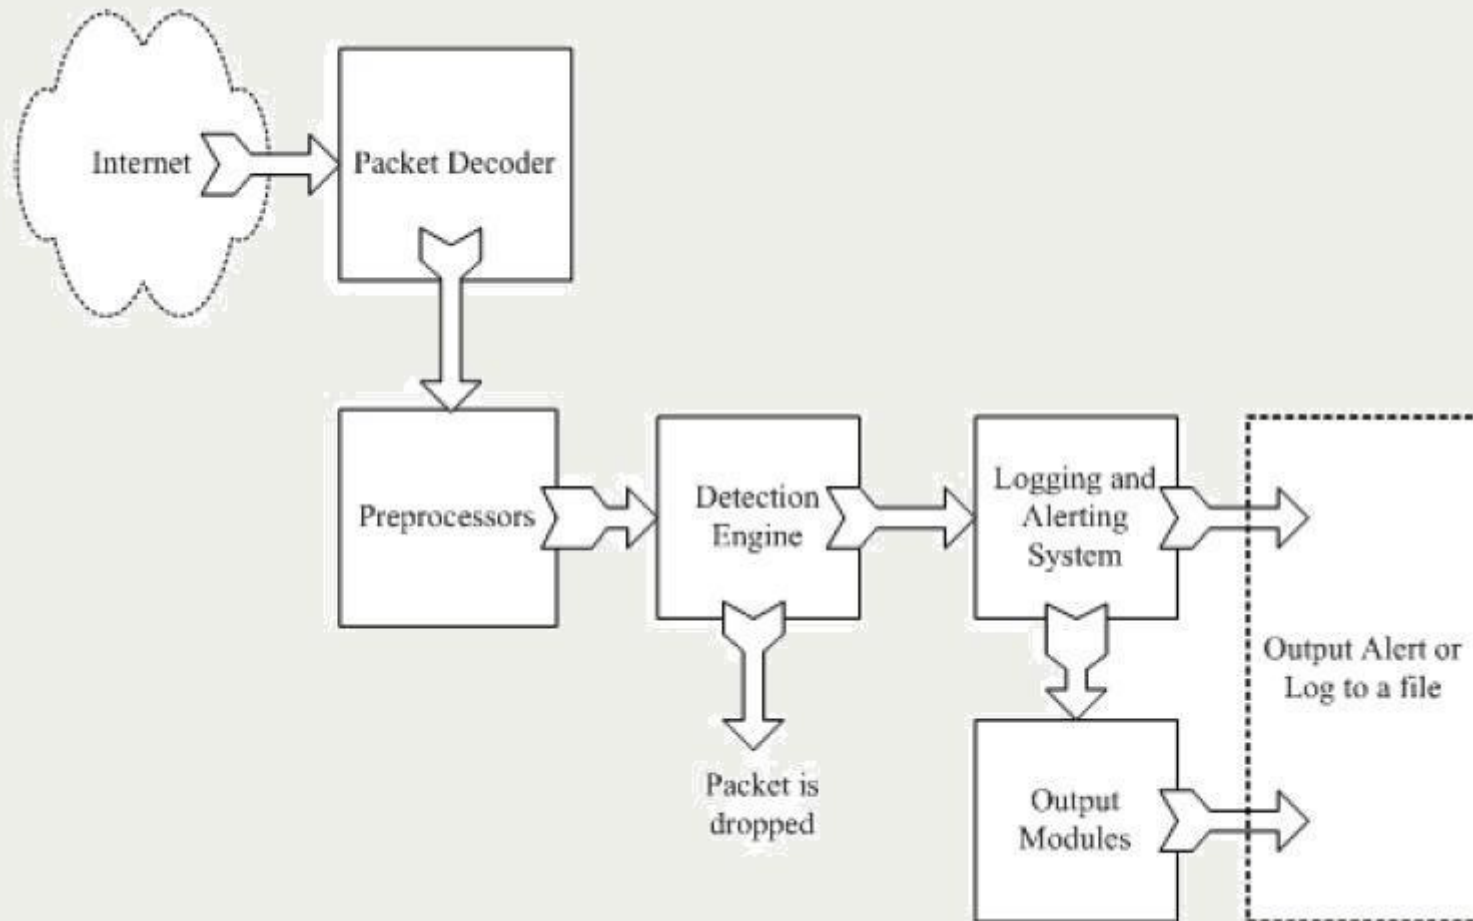 Internet
Packet Decoder
Preprocessors
Detection
Engine
Logging and
Alerting
System
Output Alert or
Log to a file
Packet is
dropped
Output
Modules